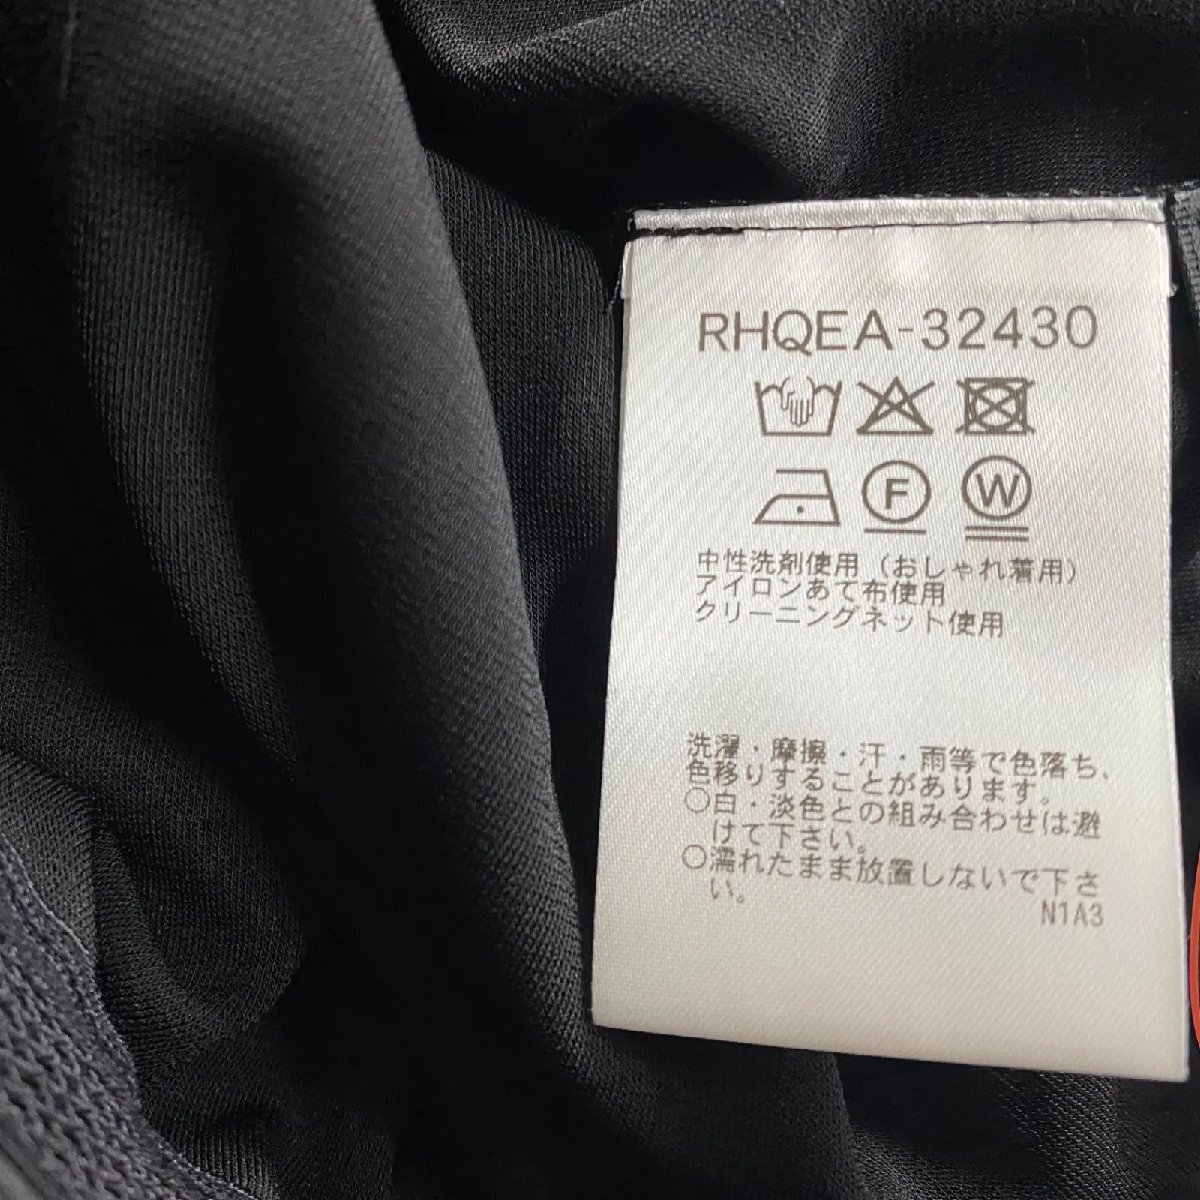 RHQEA-32430
F W
中性洗剤使用（おしゃれ着用）
アイロンあて布使用
クリーニングネット使用
洗濯・摩擦・汗・雨等で色落ち、
色移りすることがあります。
○白・淡色との組み合わせは避
けて下さい。
○濡れたまま放置しないで下さ
い。
N1A3